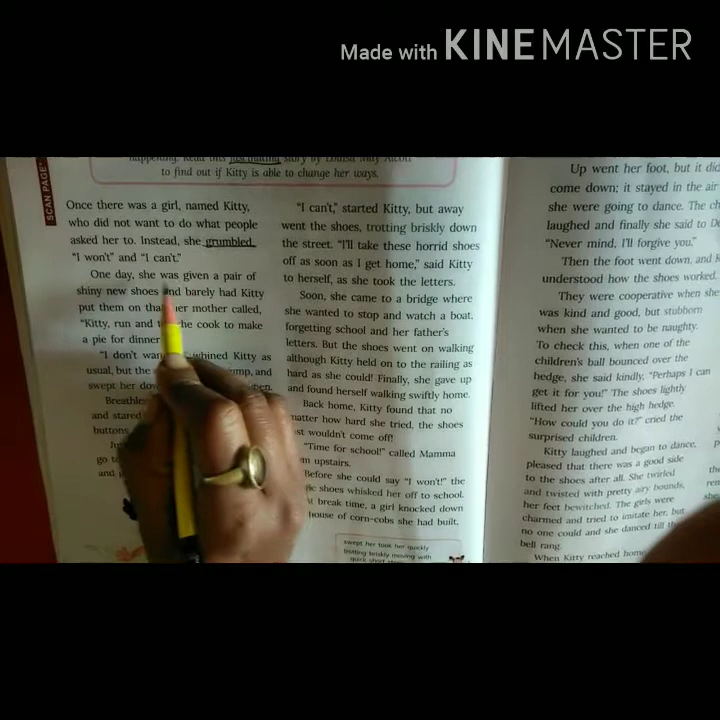 Made with KINEMASTER
SCAN PAGE
happening. Read this fascinating story by Louisa May Alcott
to find out if Kitty is able to change her ways.
Once there was a girl, named Kitty,
who did not want to do what people
asked her to. Instead, she grumbled,
"I won't" and "I can't."
One day, she was given a pair of
shiny new shoes and barely had Kitty
put them on that her mother called,
"Kitty, run and the cook to make
a pie for dinner
"I don't whined Kitty as
usual, but the jump, and
swept her
Breathles
and stared
buttons
go to
and
"I can't," started Kitty, but away
went the shoes, trotting briskly down
the street. "I'll take these horrid shoes
off as soon as I get home," said Kitty
to herself, as she took the letters.
Soon, she came to a bridge where
she wanted to stop and watch a boat,
forgetting school and her father's
letters. But the shoes went on walking
although Kitty held on to the railing as
hard as she could! Finally, she gave up
and found herself walking swiftly home.
Back home, Kitty found that no
matter how hard she tried, the shoes
just wouldn't come off!
"Time for school!" called Mamma
upstairs.
Before she could say "I won't!" the
shoes whisked her off to school.
break time, a girl knocked down
house of corn-cobs she had built.
swept her took her quickly
trotting briskly moving with
quick short
Up went her foot, but it did
come down; it stayed in the air
she were going to dance. The
laughed and finally she said to
"Never mind, I'll forgive you."
Then the foot went down, and
understood how the shoes worked.
They were cooperative when she
was kind and good, but stubborn
when she wanted to be naughty.
To check this, when one of the
children's ball bounced over the
hedge, she said kindly, "Perhaps I can
get it for you!" The shoes lightly
lifted her over the high hedge.
"How could you do it?" cried the
surprised children.
Kitty laughed and began to dance,
pleased that there was a good side
to the shoes after all. She twirled
and twisted with pretty airy bounds,
her feet bewitched. The girls were
charmed and tried to imitate her, but
no one could and she danced till the
bell rang.
When Kitty reached home